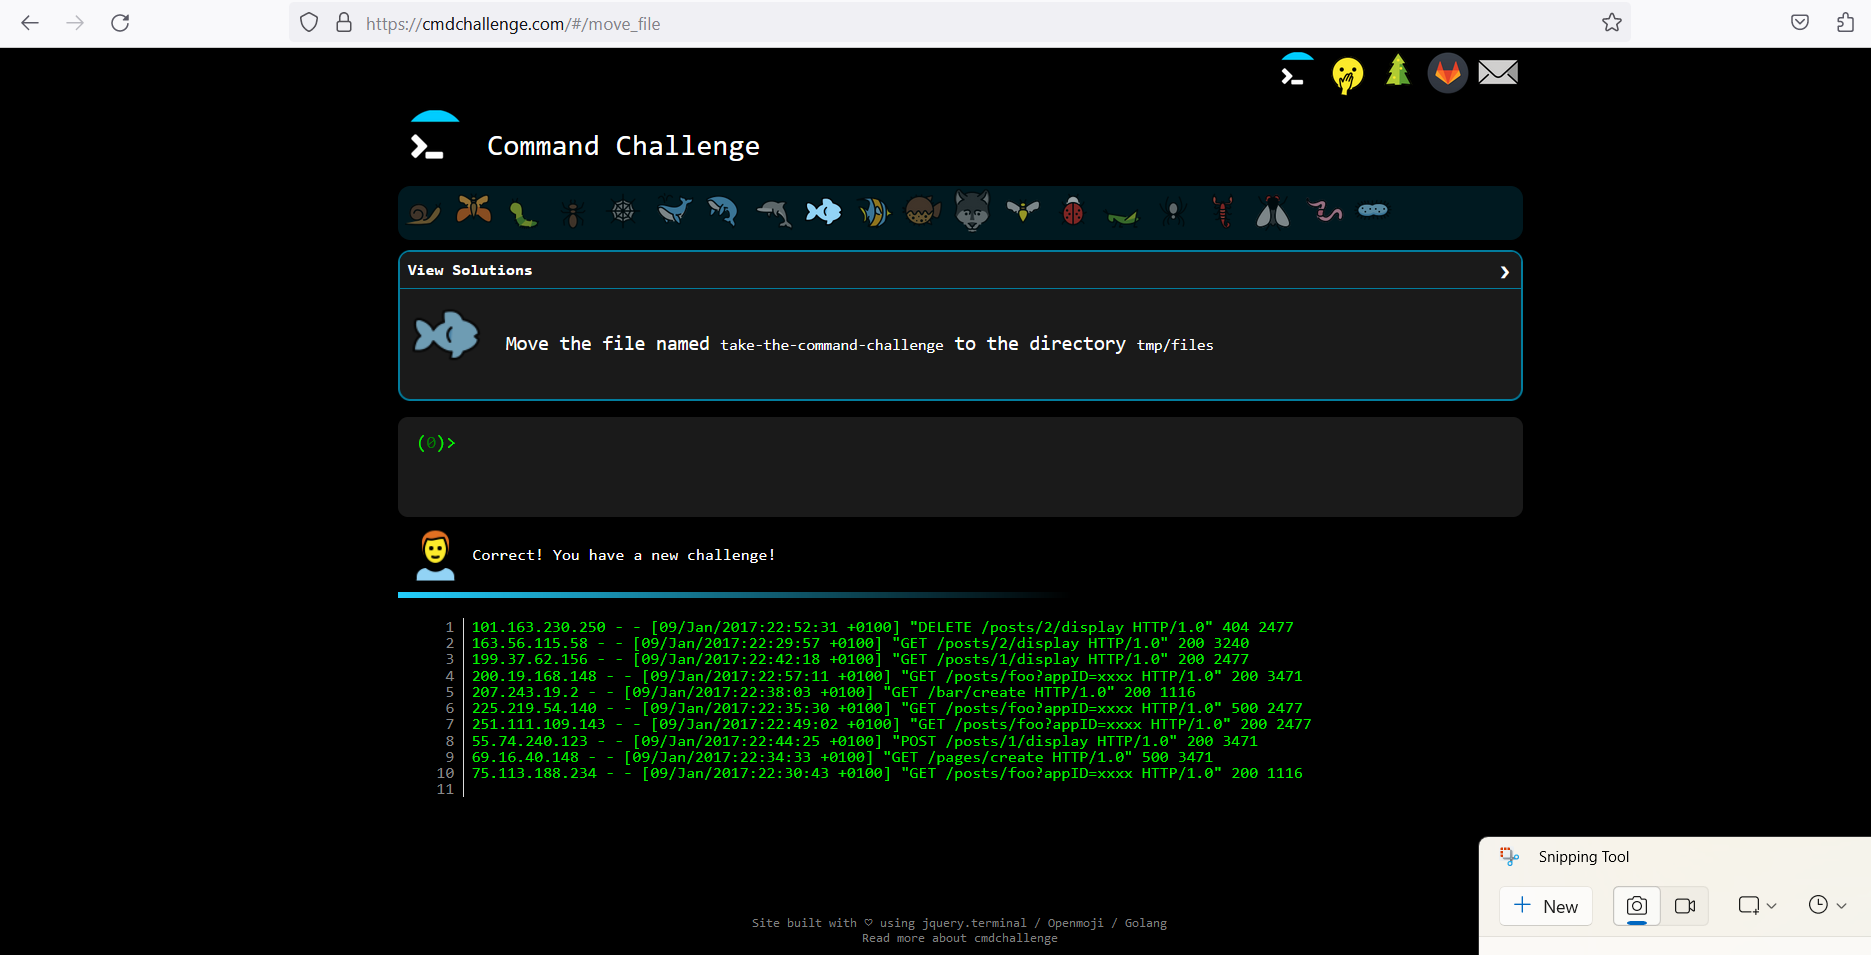 https://cmdchallenge.com/#/move_file
Command Challenge
View Solutions
Move the file named take-the-command-challenge to the directory tmp/files
(0)>
Correct! You have a new challenge!
1 101.163.230.250 - - [09/Jan/2017:22:52:31 +0100] "DELETE /posts/2/display HTTP/1.0" 404 2477
2 163.56.115.58 - - [09/Jan/2017:22:29:57 +0100] "GET /posts/2/display HTTP/1.0" 200 3240
3 199.37.62.156 - - [09/Jan/2017:22:42:18 +0100] "GET /posts/1/display HTTP/1.0" 200 2477
4 200.19.168.148 - - [09/Jan/2017:22:57:11 +0100] "GET /posts/foo?appID=xxxx HTTP/1.0" 200 3471
5 207.243.19.2 - - [09/Jan/2017:22:38:03 +0100] "GET /bar/create HTTP/1.0" 200 1116
6 225.219.54.140 - - [09/Jan/2017:22:35:30 +0100] "GET /posts/foo?appID=xxxx HTTP/1.0" 500 2477
7 251.111.109.143 - - [09/Jan/2017:22:49:02 +0100] "GET /posts/foo?appID=xxxx HTTP/1.0" 200 2477
8 55.74.240.123 - - [09/Jan/2017:22:44:25 +0100] "POST /posts/1/display HTTP/1.0" 200 3471
9 69.16.40.148 - - [09/Jan/2017:22:34:33 +0100] "GET /pages/create HTTP/1.0" 500 3471
10 75.113.188.234 - - [09/Jan/2017:22:30:43 +0100] "GET /posts/foo?appID=xxxx HTTP/1.0" 200 1116
11
Snipping Tool
New
Site built with ♡ using jquery.terminal / Openmoji / Golang
Read more about cmdchallenge